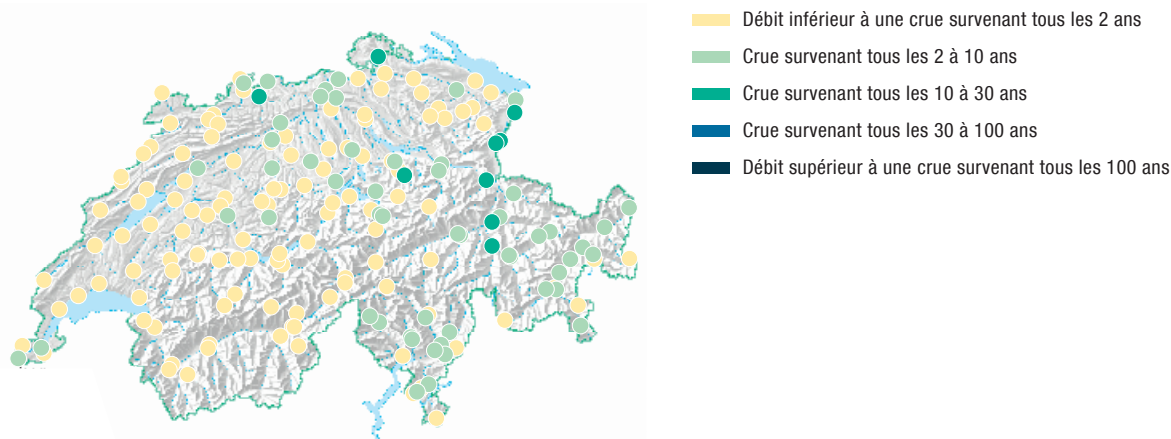 Débit inférieur à une crue survenant tous les 2 ans
Crue survenant tous les 2 à 10 ans
Crue survenant tous les 10 à 30 ans
Crue survenant tous les 30 à 100 ans
Débit supérieur à une crue survenant tous les 100 ans